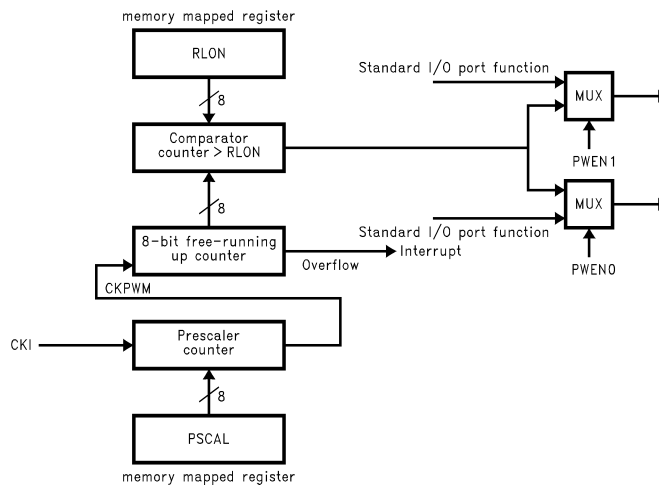 memory mapped register
RLON
8
Standard I/O port function
MUX
Comparator
counter > RLON
PWEN1
8
MUX
Standard I/O port function
8-bit free-running
up counter
Overflow
Interrupt
PWEN0
CKPWM
CKI
Prescaler
counter
8
PSCAL
memory mapped register